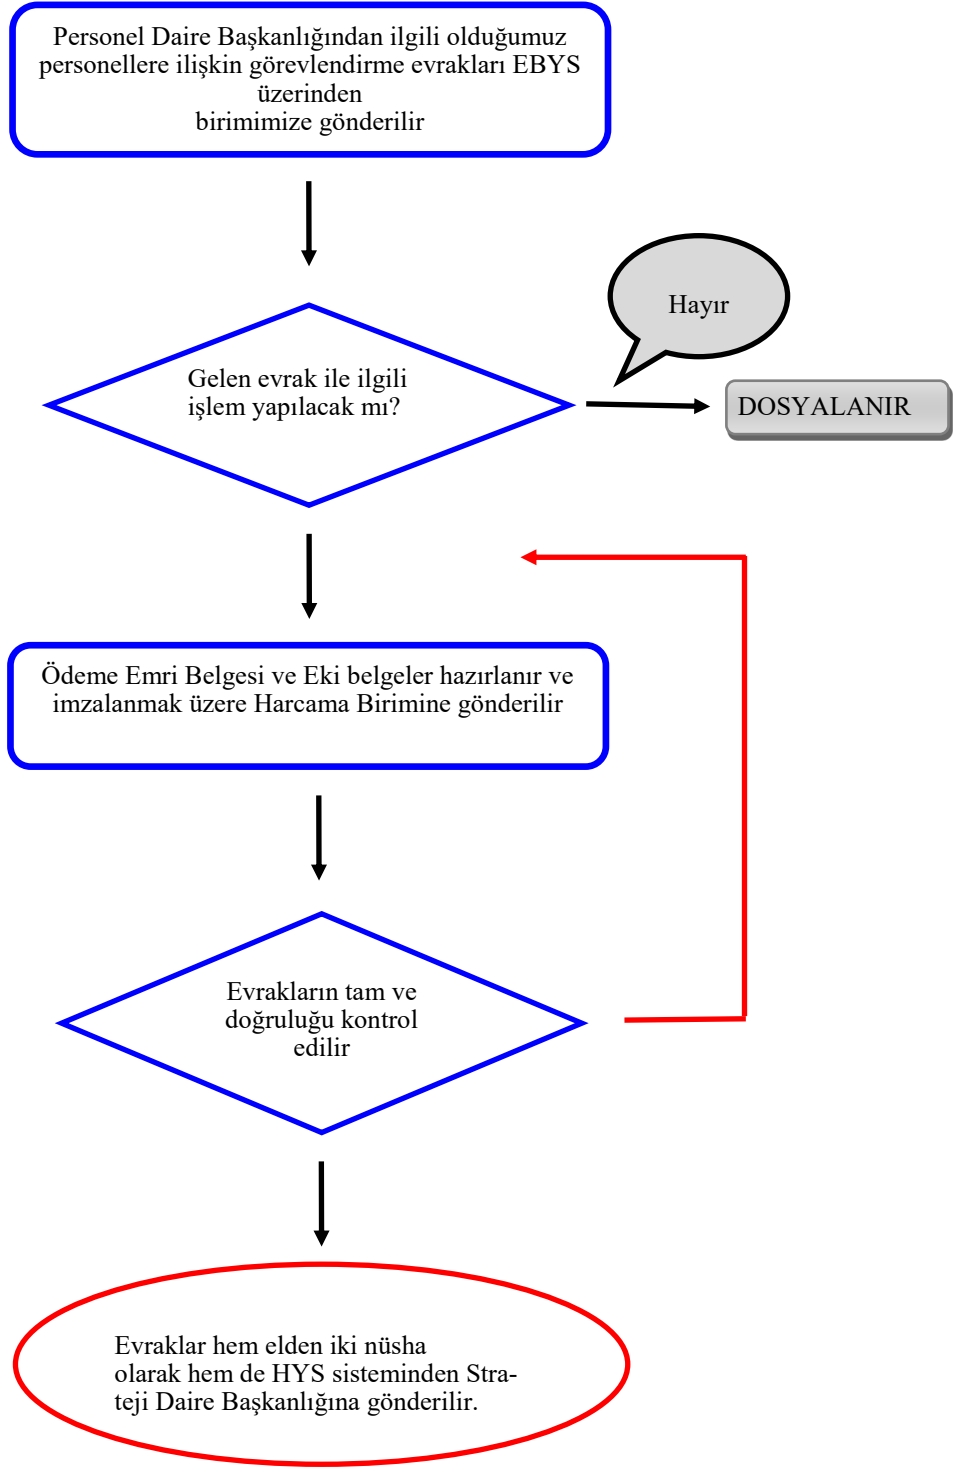 Personel Daire Başkanlığından ilgili olduğumuz
personellere ilişkin görevlendirme evrakları EBYS
üzerinden
birimimize gönderilir
Hayır
Gelen evrak ile ilgili
işlem yapılacak mı?
DOSYALANIR
Ödeme Emri Belgesi ve Eki belgeler hazırlanır ve
imzalanmak üzere Harcama Birimine gönderilir
Evrakların tam ve
doğruluğu kontrol
edilir
Evraklar hem elden iki nüsha
olarak hem de HYS sisteminden Stra-
teji Daire Başkanlığına gönderilir.